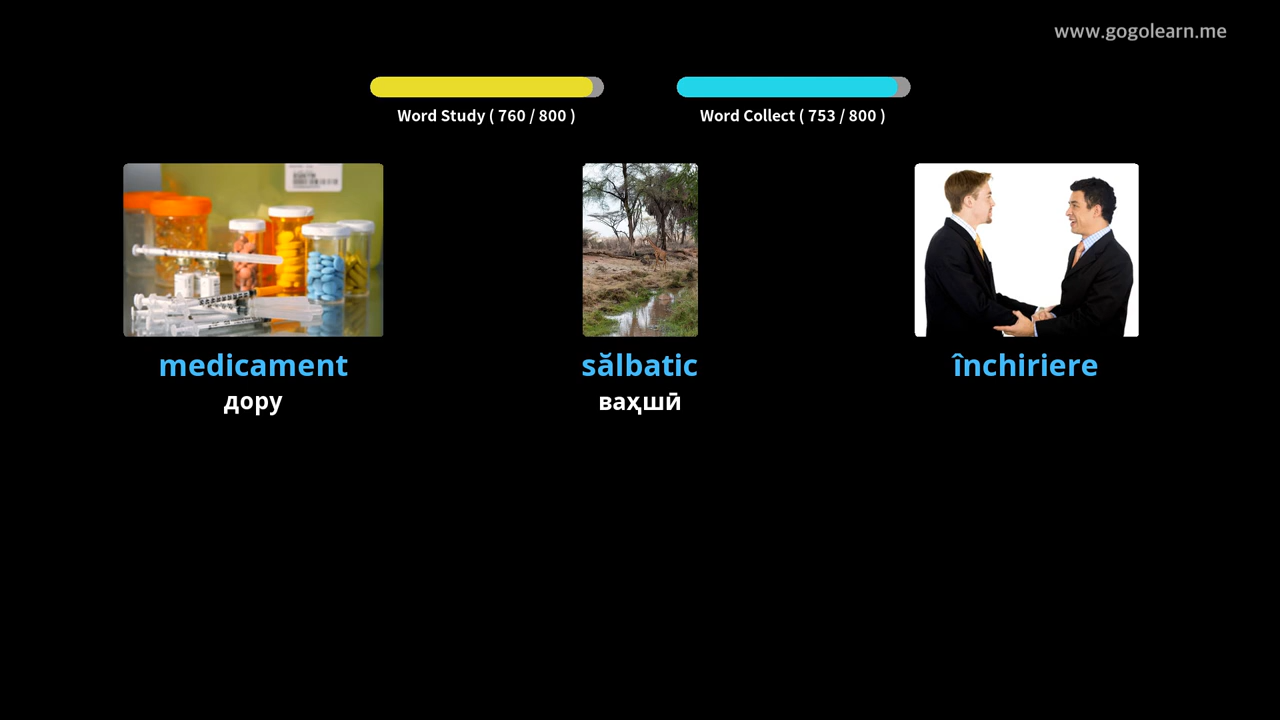 www.gogolearn.me
Word Study ( 760 / 800 )
Word Collect ( 753 / 800 )
medicament
sălbatic
închiriere
дору
ваҳшӣ